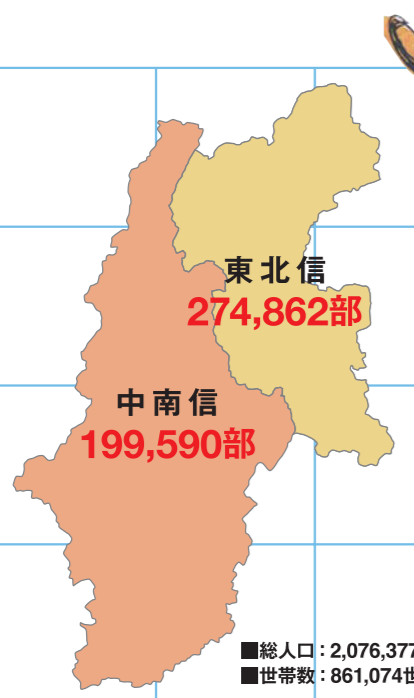 東北信
274,862部
中南信
199,590部
■総人口：2,076,377
■世帯数：861,074世